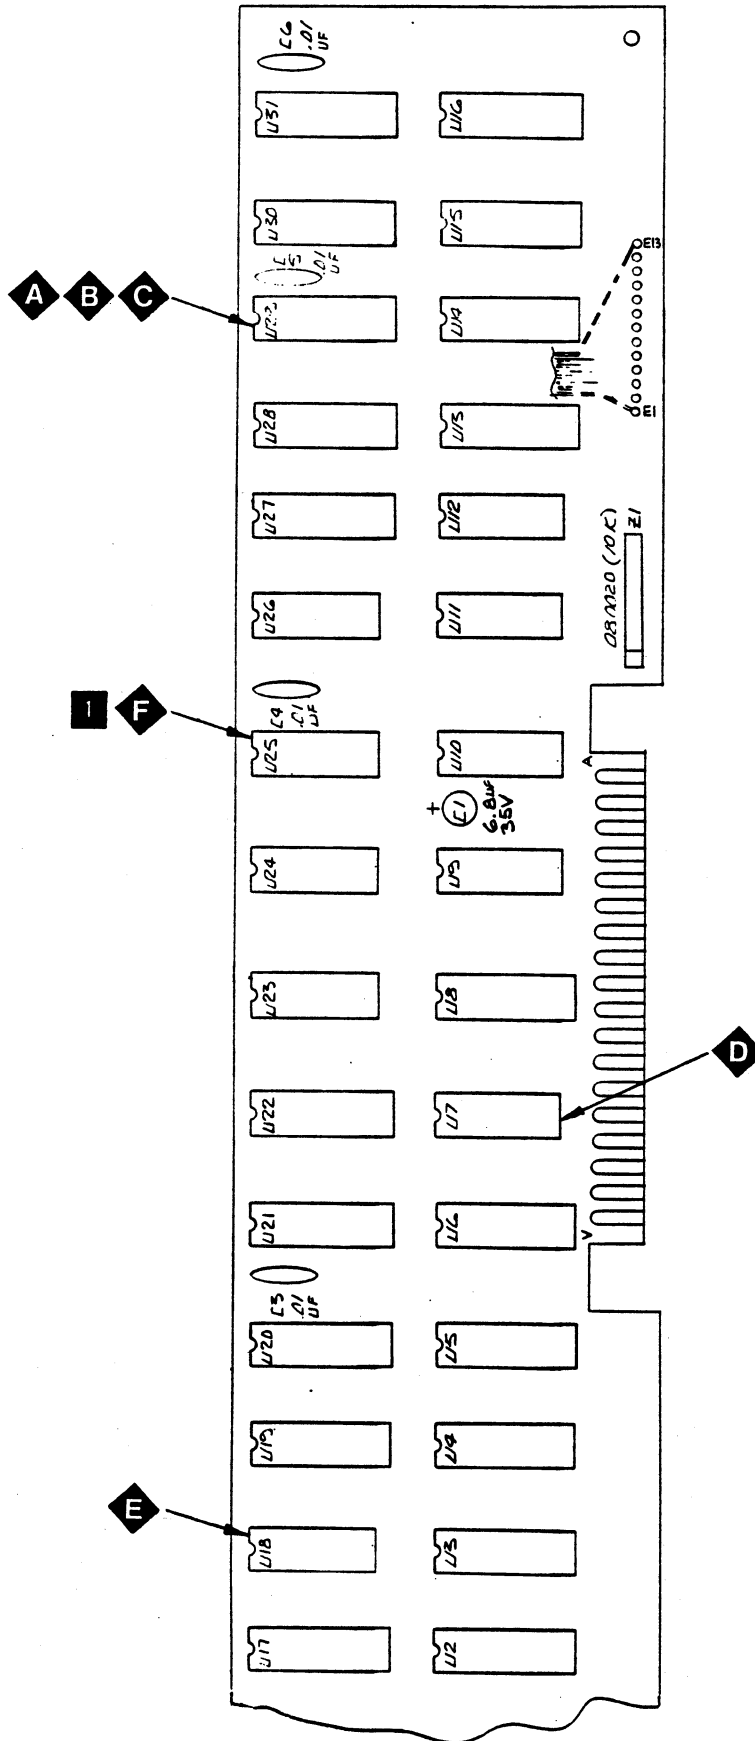 C6
.01
UF
U31
U16
U30
U15
C5
.01
UF
E13
A B C
U29
U14
U28
U13
E1
U27
U12
080020 (10K)
Z1
U26
U11
1 F
C4
.01
UF
U25
U10
A
+
C1
6.8UF
35V
U24
U9
U23
U8
D
U22
U7
U21
U6
V
C3
.01
UF
U20
U5
U19
U4
E
U18
U3
U17
U2